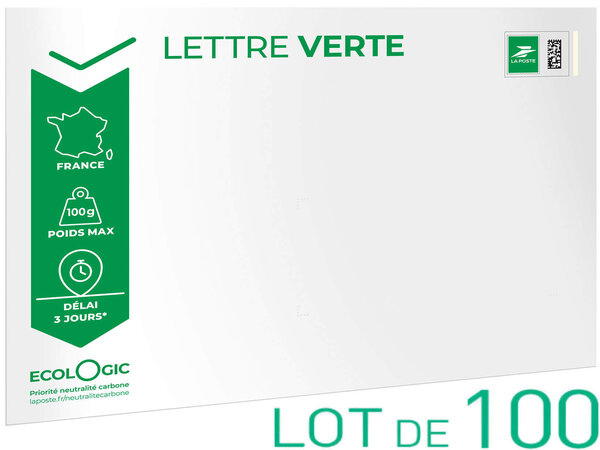 LETTRE VERTE
LA POSTE
FRANCE
100g
POIDS MAX
DÉLAI
3 JOURS*
ECOLOGIC
Priorité neutralité carbone
laposte.fr/neutralitecarbone
LOT DE 100